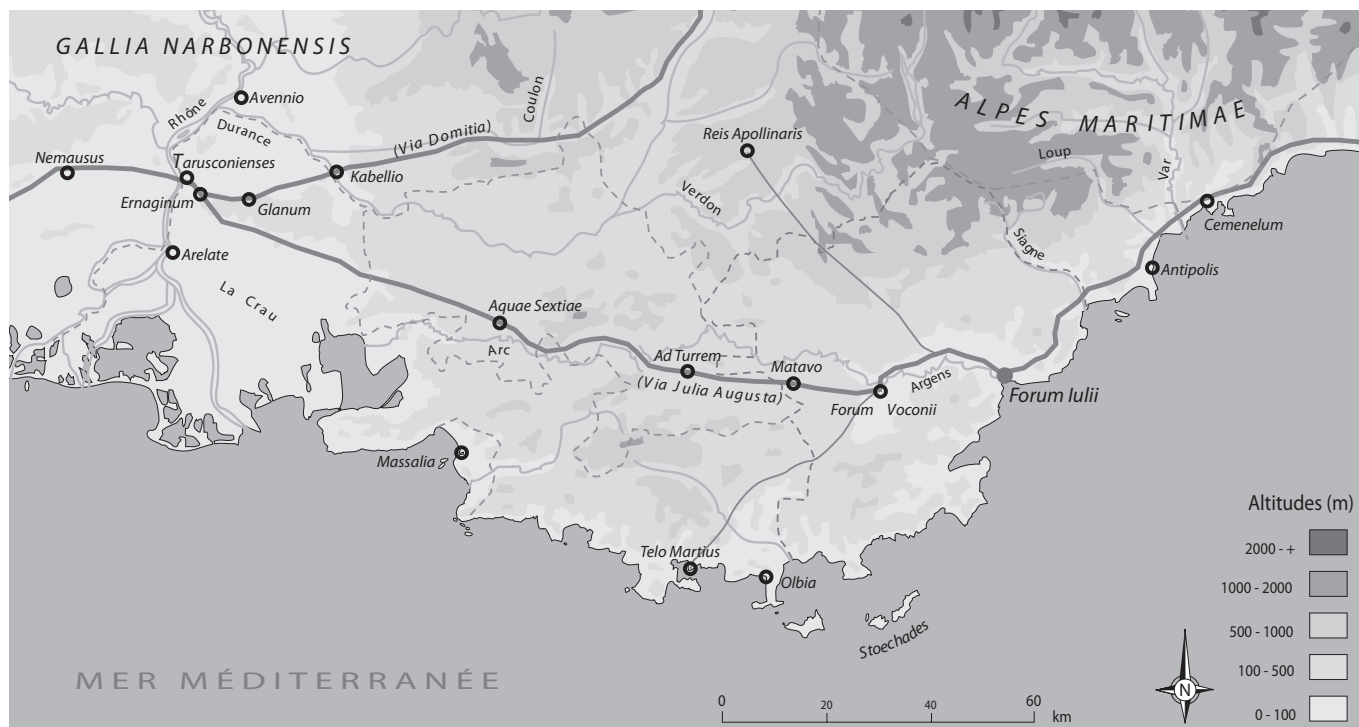 GALLIA NARBONENSIS
Avennio
Rhône
Durance
Coulon
(Via Domitia)
Reis Apollinaris
ALPES MARITIMAE
Loup
Var
Nemausus
Tarusconienses
Ernaginum
Glanum
Kabellio
Verdon
Cemenelum
Siagne
Antipolis
Arelate
La Crau
Aquae Sextiae
Arc
Ad Turrem
(Via Julia Augusta)
Matavo
Forum Voconii
Argens
Forum Iulii
Massalia
Telo Martius
Olbia
Stoechades
MER MÉDITERRANÉE
Altitudes (m)
2000 - +
1000 - 2000
500 - 1000
100 - 500
0 - 100
N
0 20 40 60
km